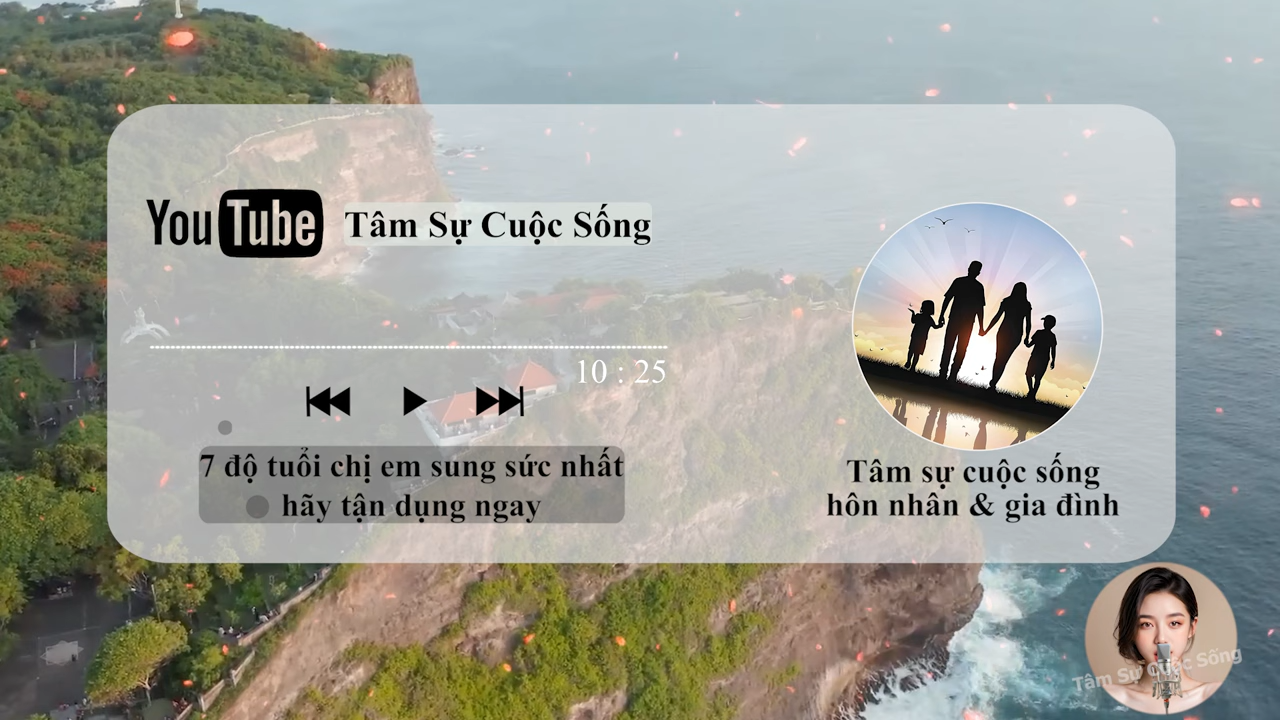 YouTube Tâm Sự Cuộc Sống
10 : 25
7 độ tuổi chị em sung sức nhất
hãy tận dụng ngay
Tâm sự cuộc sống
hôn nhân & gia đình
Tâm Sự Cuộc Sống